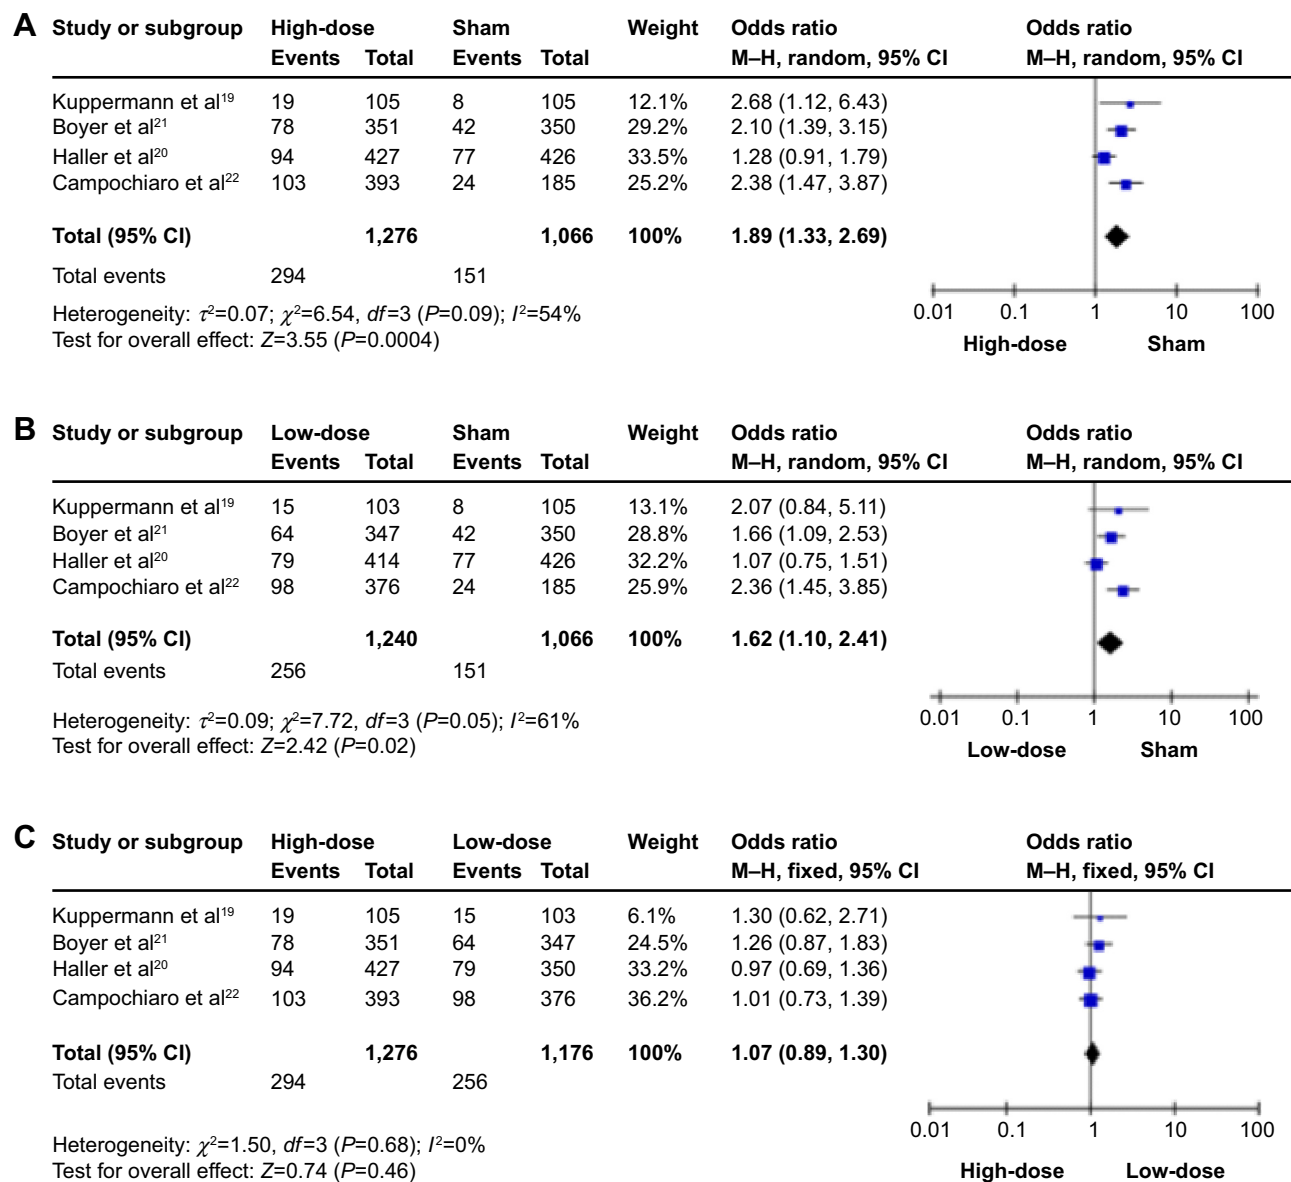 A Study or subgroup High-dose Sham Weight Odds ratio Odds ratio
Events Total Events Total M–H, random, 95% CI M–H, random, 95% CI
Kuppermann et al19 19 105 8 105 12.1% 2.68 (1.12, 6.43)
Boyer et al21 78 351 42 350 29.2% 2.10 (1.39, 3.15)
Haller et al20 94 427 77 426 33.5% 1.28 (0.91, 1.79)
Campochiaro et al22 103 393 24 185 25.2% 2.38 (1.47, 3.87)
Total (95% CI) 1,276 1,066 100% 1.89 (1.33, 2.69)
Total events 294 151
Heterogeneity: τ2=0.07; χ2=6.54, df=3 (P=0.09); I2=54%
Test for overall effect: Z=3.55 (P=0.0004)
0.01 0.1 1 10 100
High-dose Sham
B Study or subgroup Low-dose Sham Weight Odds ratio Odds ratio
Events Total Events Total M–H, random, 95% CI M–H, random, 95% CI
Kuppermann et al19 15 103 8 105 13.1% 2.07 (0.84, 5.11)
Boyer et al21 64 347 42 350 28.8% 1.66 (1.09, 2.53)
Haller et al20 79 414 77 426 32.2% 1.07 (0.75, 1.51)
Campochiaro et al22 98 376 24 185 25.9% 2.36 (1.45, 3.85)
Total (95% CI) 1,240 1,066 100% 1.62 (1.10, 2.41)
Total events 256 151
Heterogeneity: τ2=0.09; χ2=7.72, df=3 (P=0.05); I2=61%
Test for overall effect: Z=2.42 (P=0.02)
0.01 0.1 1 10 100
Low-dose Sham
C Study or subgroup High-dose Low-dose Weight Odds ratio Odds ratio
Events Total Events Total M–H, fixed, 95% CI M–H, fixed, 95% CI
Kuppermann et al19 19 105 15 103 6.1% 1.30 (0.62, 2.71)
Boyer et al21 78 351 64 347 24.5% 1.26 (0.87, 1.83)
Haller et al20 94 427 79 350 33.2% 0.97 (0.69, 1.36)
Campochiaro et al22 103 393 98 376 36.2% 1.01 (0.73, 1.39)
Total (95% CI) 1,276 1,176 100% 1.07 (0.89, 1.30)
Total events 294 256
Heterogeneity: χ2=1.50, df=3 (P=0.68); I2=0%
Test for overall effect: Z=0.74 (P=0.46)
0.01 0.1 1 10 100
High-dose Low-dose